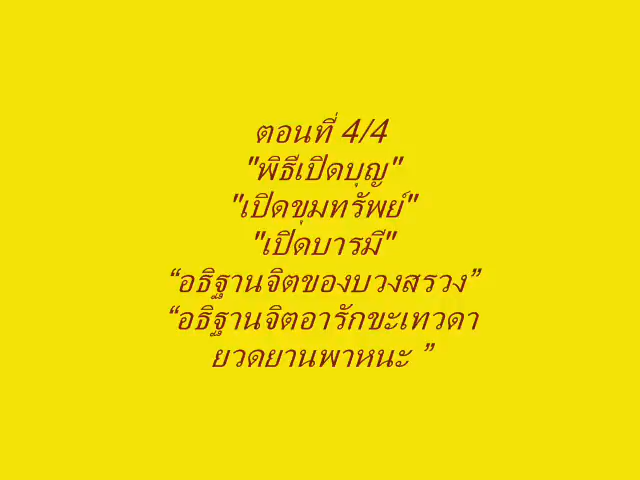 ตอนที่ 4/4
"พิธีเปิดบุญ"
"เปิดขุมทรัพย์"
"เปิดบารมี"
“อธิฐานจิตของบวงสรวง”
“อธิฐานจิตอารักขะเทวดา
ยวดยานพาหนะ ”